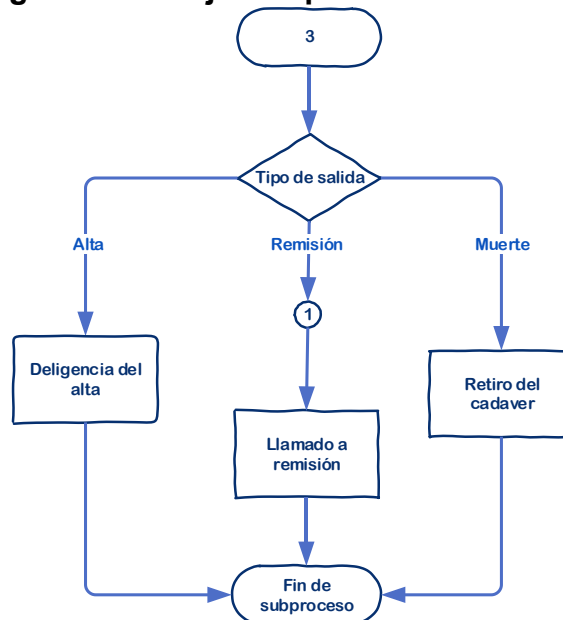 3
Tipo de salida
Alta
Remisión
Muerte
1
Deligencia del
alta
Retiro del
cadaver
Llamado a
remisión
Fin de
subproceso